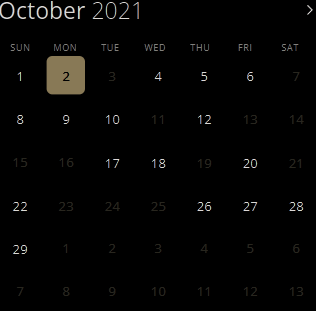 October 2021 >
SUN MON TUE WED THU FRI SAT
1 2 3 4 5 6 7
8 9 10 11 12 13 14
15 16 17 18 19 20 21
22 23 24 25 26 27 28
29 1 2 3 4 5 6
7 8 9 10 11 12 13